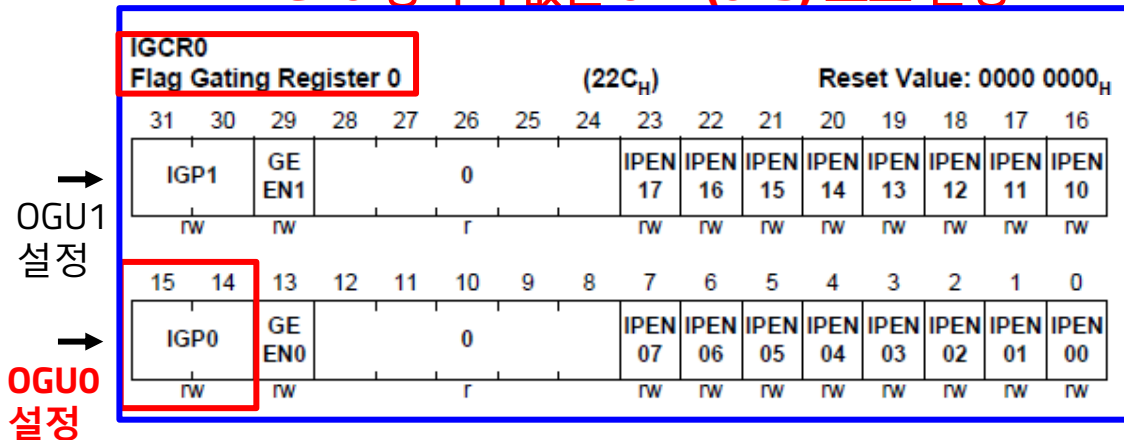 IGCR0
Flag Gating Register 0 (22C_H) Reset Value: 0000 0000_H
31 30 29 28 27 26 25 24 23 22 21 20 19 18 17 16
IGP1 GE EN1 0 IPEN 17 IPEN 16 IPEN 15 IPEN 14 IPEN 13 IPEN 12 IPEN 11 IPEN 10
rw rw r rw rw rw rw rw rw rw rw
→
OGU1
설정
15 14 13 12 11 10 9 8 7 6 5 4 3 2 1 0
IGP0 GE EN0 0 IPEN 07 IPEN 06 IPEN 05 IPEN 04 IPEN 03 IPEN 02 IPEN 01 IPEN 00
rw rw r rw rw rw rw rw rw rw rw
→
OGU0
설정